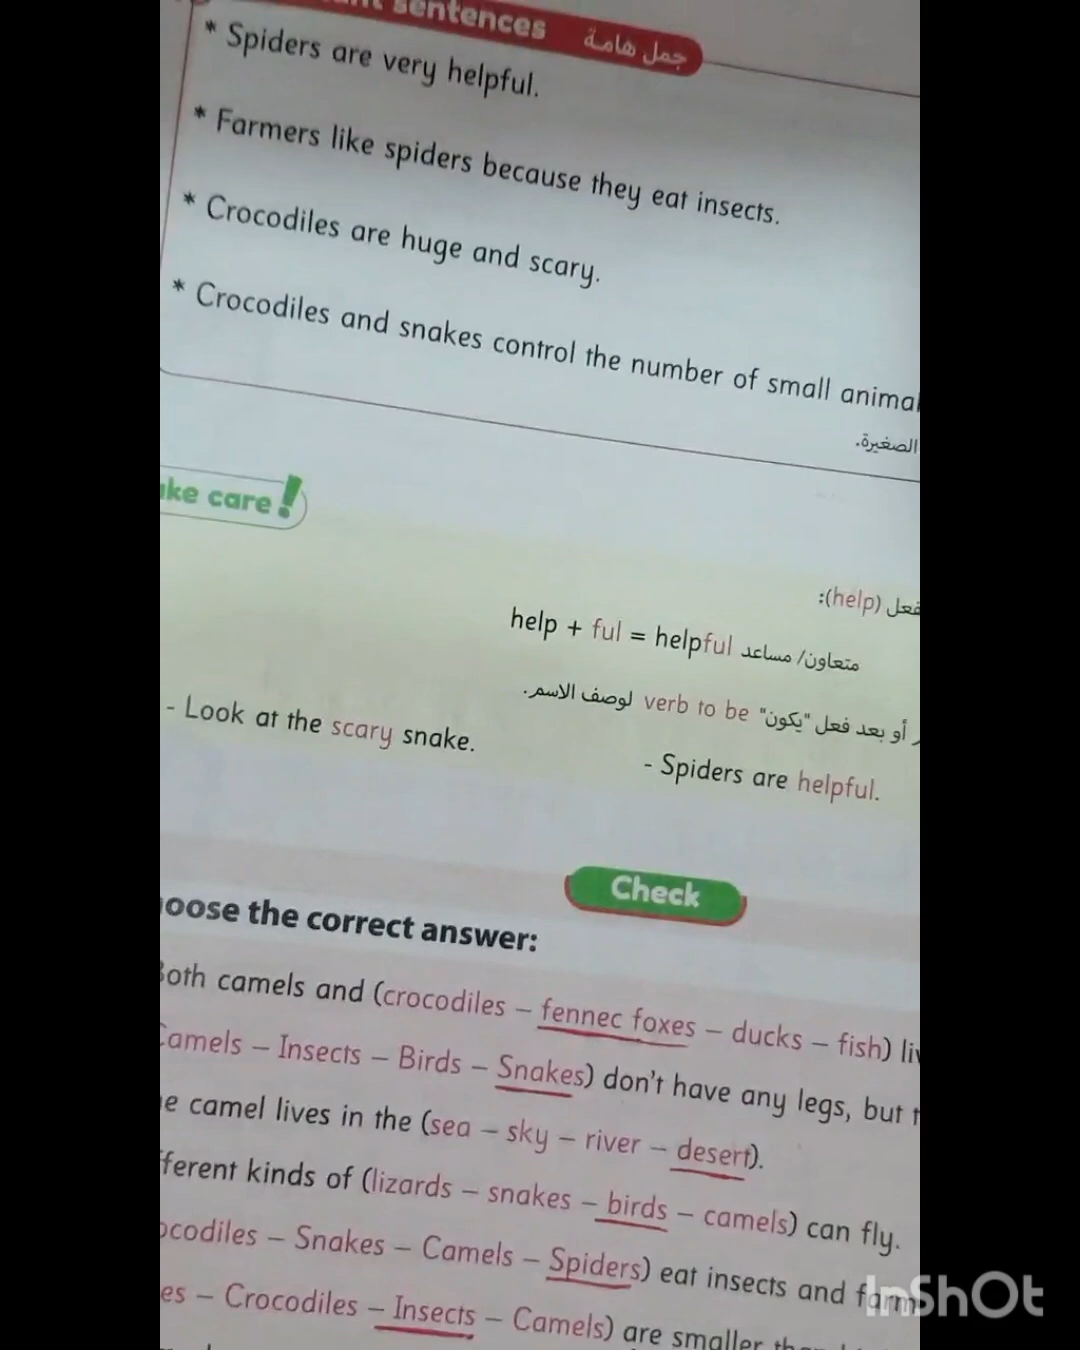 sentences جمل هامة
* Spiders are very helpful.
* Farmers like spiders because they eat insects.
* Crocodiles are huge and scary.
* Crocodiles and snakes control the number of small animal
الصغيرة.
ke care!
فعل (help):
help + ful = helpful متعاون/ مساعد
أو بعد فعل "يكون" verb to be لوصف الاسم.
- Look at the scary snake.
- Spiders are helpful.
Check
oose the correct answer:
Both camels and (crocodiles – fennec foxes – ducks – fish) liv
Camels – Insects – Birds – Snakes) don't have any legs, but t
e camel lives in the (sea – sky – river – desert).
fferent kinds of (lizards – snakes – birds – camels) can fly.
ocodiles – Snakes – Camels – Spiders) eat insects and farm
es – Crocodiles – Insects – Camels) are smaller
InShOt